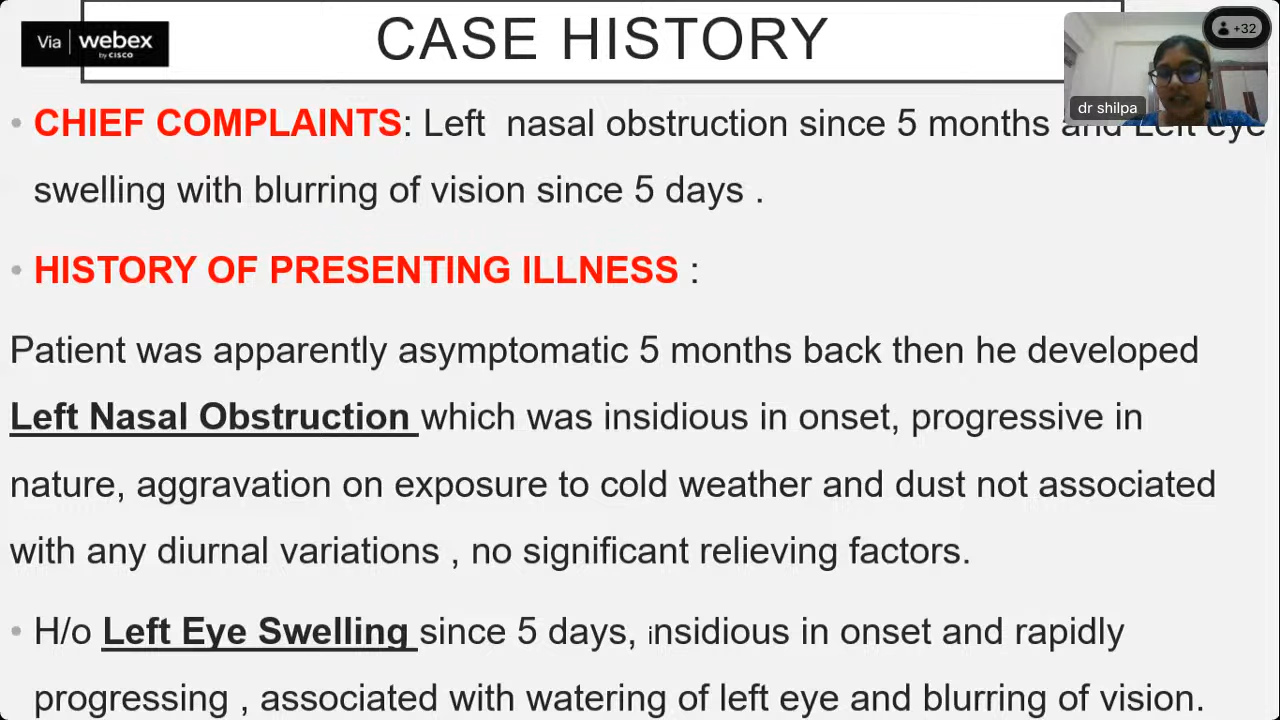 CASE HISTORY
Via webex
by CISCO
+32
dr shilpa
• CHIEF COMPLAINTS: Left nasal obstruction since 5 months and Left eye
swelling with blurring of vision since 5 days .
• HISTORY OF PRESENTING ILLNESS :
Patient was apparently asymptomatic 5 months back then he developed
Left Nasal Obstruction which was insidious in onset, progressive in
nature, aggravation on exposure to cold weather and dust not associated
with any diurnal variations , no significant relieving factors.
• H/o Left Eye Swelling since 5 days, insidious in onset and rapidly
progressing , associated with watering of left eye and blurring of vision.